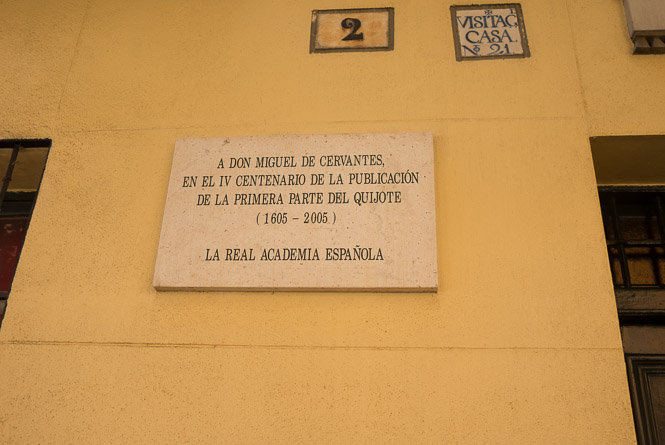 2
VISITAÇ
CASA
Nº 21
A DON MIGUEL DE CERVANTES,
EN EL IV CENTENARIO DE LA PUBLICACIÓN
DE LA PRIMERA PARTE DEL QUIJOTE
(1605 – 2005)
LA REAL ACADEMIA ESPAÑOLA